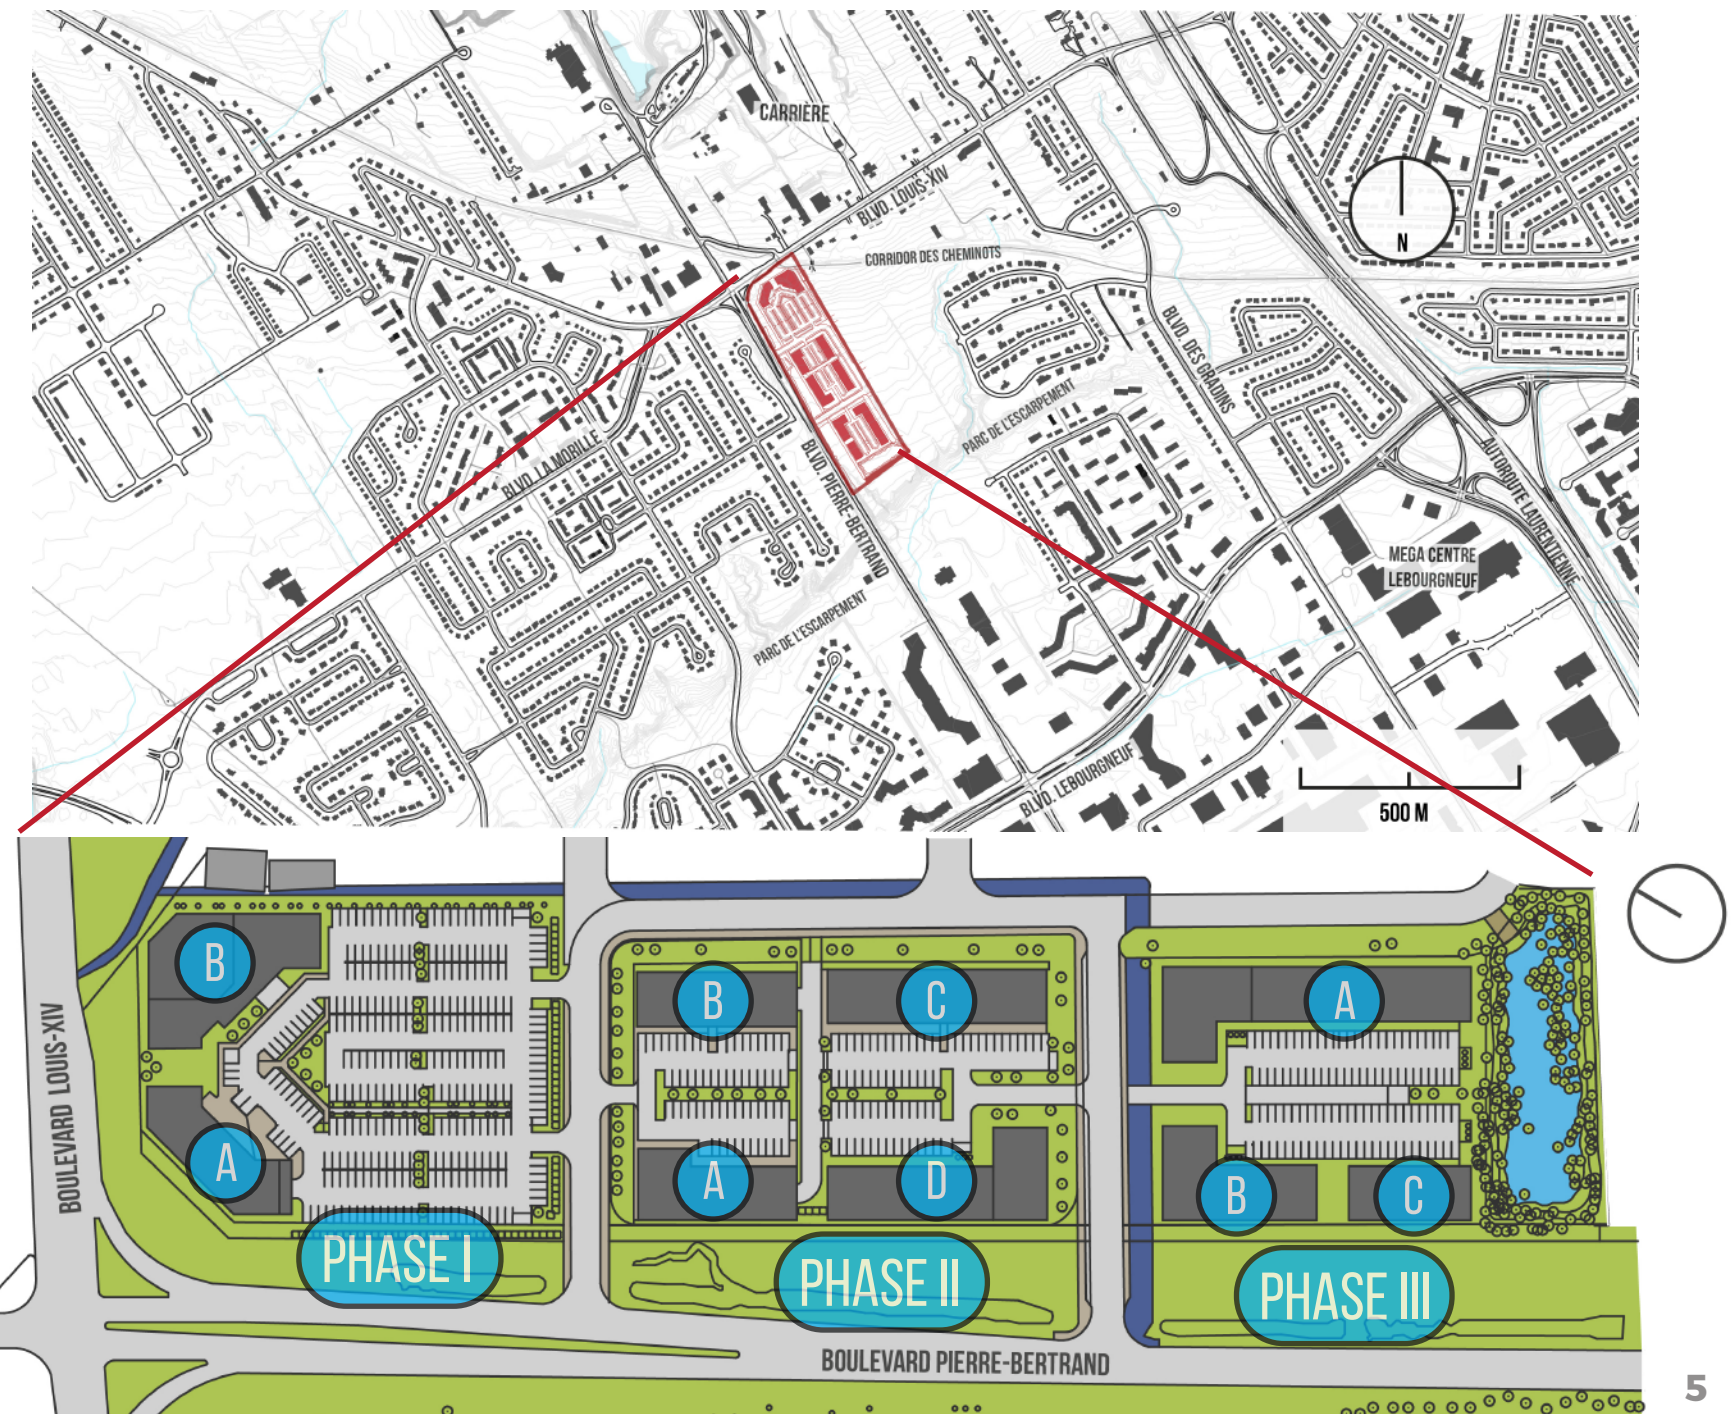 CARRIÈRE
BLVD. LOUIS-XIV
CORRIDOR DES CHEMINOTS
N
BLVD. DES GRADINS
PARC DE L'ESCARPEMENT
BLVD. LA MORILLE
BLVD. PIERRE-BERTRAND
AUTOROUTE LAURENTIENNE
MEGA CENTRE
LEBOURGNEUF
PARC DE L'ESCARPEMENT
BLVD. LEBOURGNEUF
500 M
B
B
C
A
A
A
D
B
C
BOULEVARD LOUIS-XIV
PHASE I
PHASE II
PHASE III
BOULEVARD PIERRE-BERTRAND
5